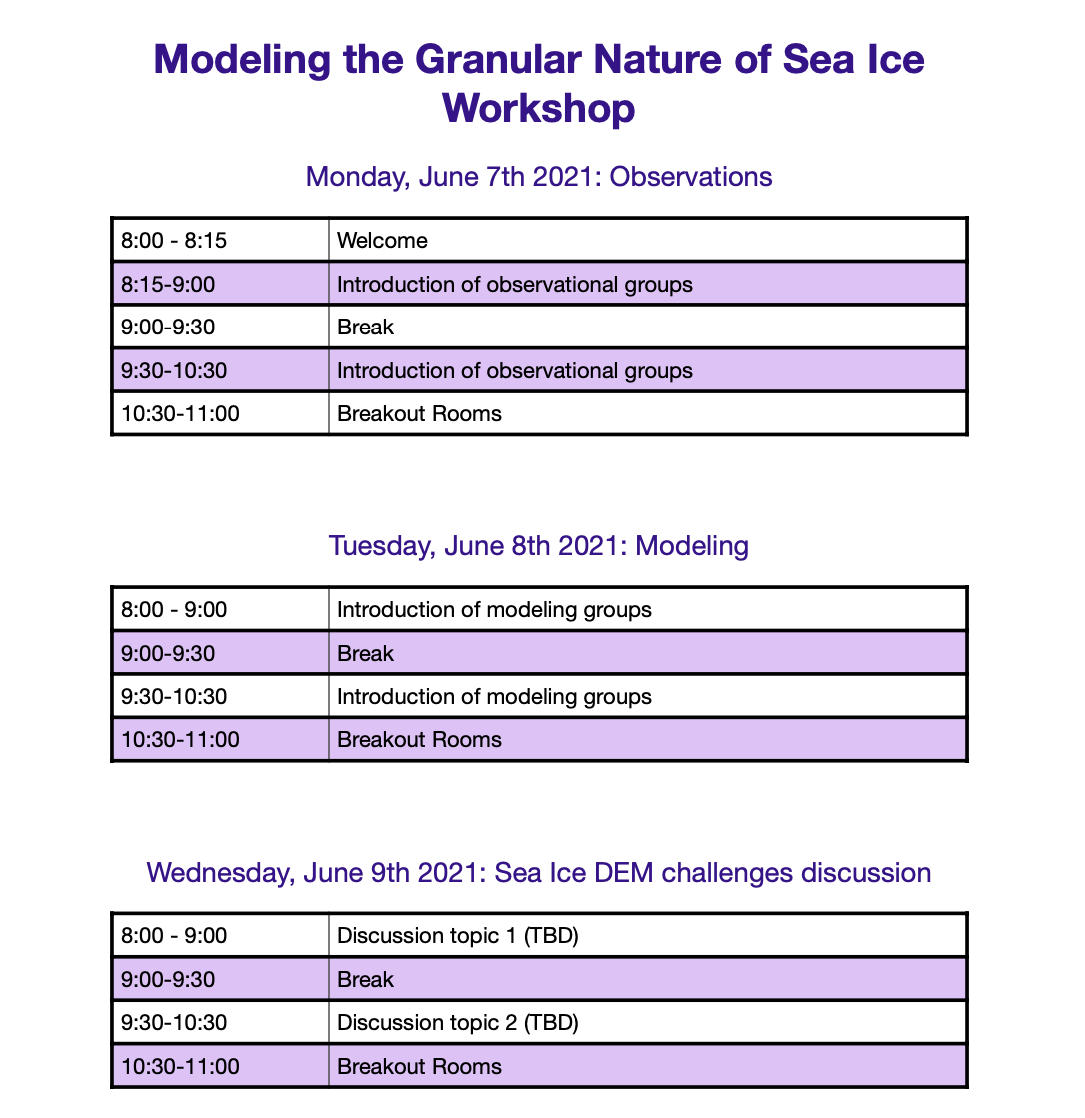 Modeling the Granular Nature of Sea Ice
Workshop
Monday, June 7th 2021: Observations
8:00 - 8:15 Welcome
8:15-9:00 Introduction of observational groups
9:00-9:30 Break
9:30-10:30 Introduction of observational groups
10:30-11:00 Breakout Rooms
Tuesday, June 8th 2021: Modeling
8:00 - 9:00 Introduction of modeling groups
9:00-9:30 Break
9:30-10:30 Introduction of modeling groups
10:30-11:00 Breakout Rooms
Wednesday, June 9th 2021: Sea Ice DEM challenges discussion
8:00 - 9:00 Discussion topic 1 (TBD)
9:00-9:30 Break
9:30-10:30 Discussion topic 2 (TBD)
10:30-11:00 Breakout Rooms